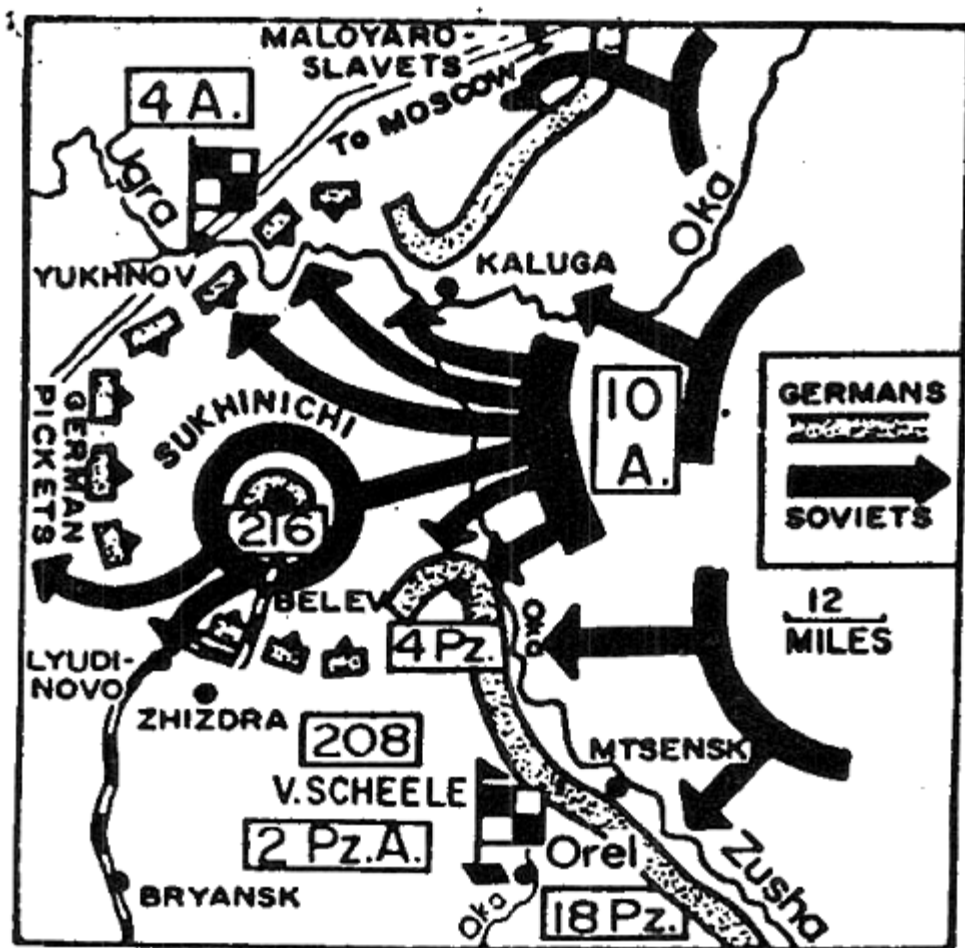 1
MALOYARO-
SLAVETS
4 A.
To MOSCOW
Igra
Oka
YUKHNOV
KALUGA
GERMAN
PICKETS
SUKHINICHI
10
A.
GERMANS
SOVIETS
216
BELEV
4 Pz.
Oka
12
MILES
LYUDI-
NOVO
ZHIZDRA
208
V. SCHEELE
2 Pz.A.
MTSENSK
Orel
Zusha
BRYANSK
Oka
18 Pz.